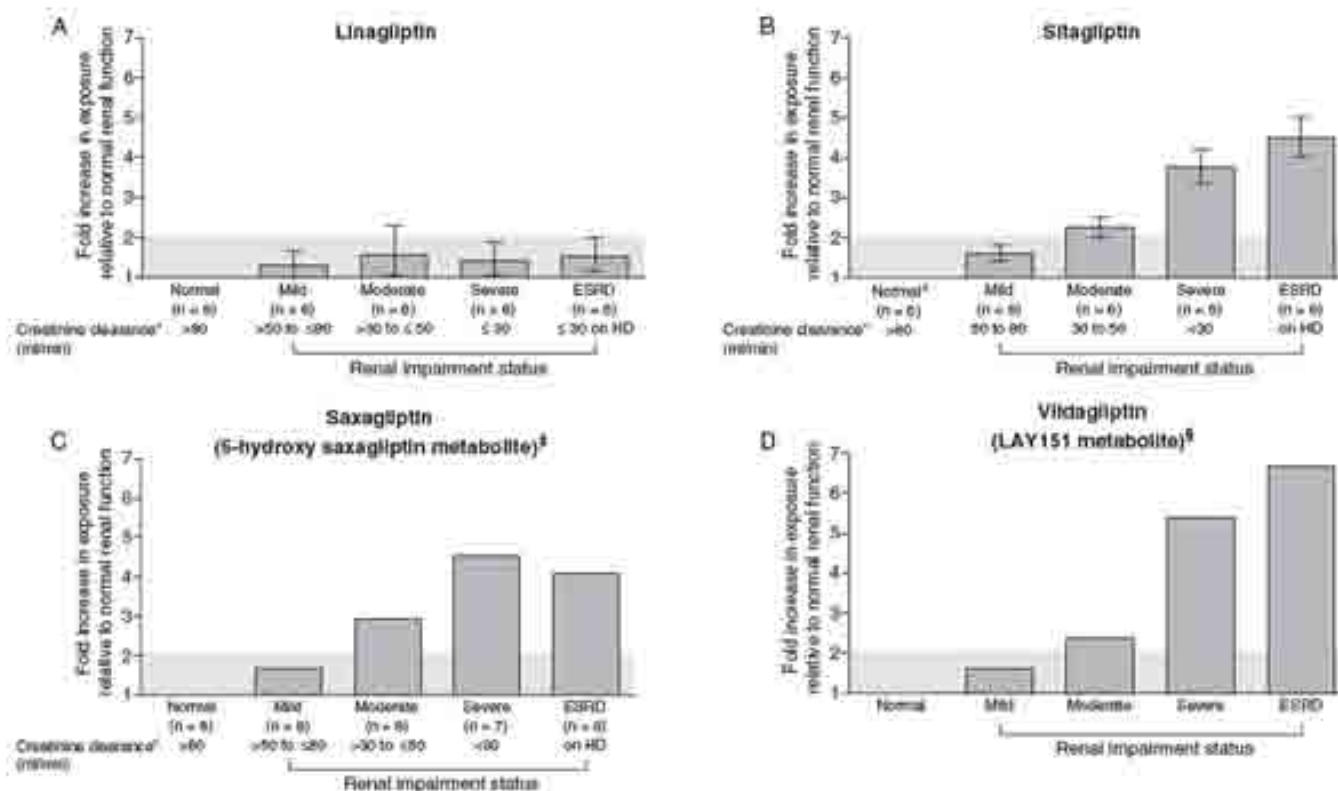 A
Linagliptin
Fold increase in exposure
relative to normal renal function
7
6
5
4
3
2
1
Normal Mild Moderate Severe ESRD
(n = 6) (n = 6) (n = 6) (n = 6) (n = 6)
Creatinine clearance >80 >50 to ≤80 >30 to ≤50 ≤ 30 ≤ 30 on HD
(ml/min)
Renal impairment status
B
Sitagliptin
Fold increase in exposure
relative to normal renal function
7
6
5
4
3
2
1
Normal Mild Moderate Severe ESRD
(n = 6) (n = 6) (n = 6) (n = 6) (n = 6)
Creatinine clearance >80 50 to 80 30 to 50 <30 on HD
(ml/min)
Renal impairment status
C
Saxagliptin
(5-hydroxy saxagliptin metabolite)‡
Fold increase in exposure
relative to normal renal function
7
6
5
4
3
2
1
Normal Mild Moderate Severe ESRD
(n = 8) (n = 8) (n = 8) (n = 7) (n = 8)
Creatinine clearance >80 >50 to ≤80 >30 to ≤50 <30 on HD
(ml/min)
Renal impairment status
D
Vildagliptin
(LAY151 metabolite)§
Fold increase in exposure
relative to normal renal function
7
6
5
4
3
2
1
Normal Mild Moderate Severe ESRD
Renal impairment status